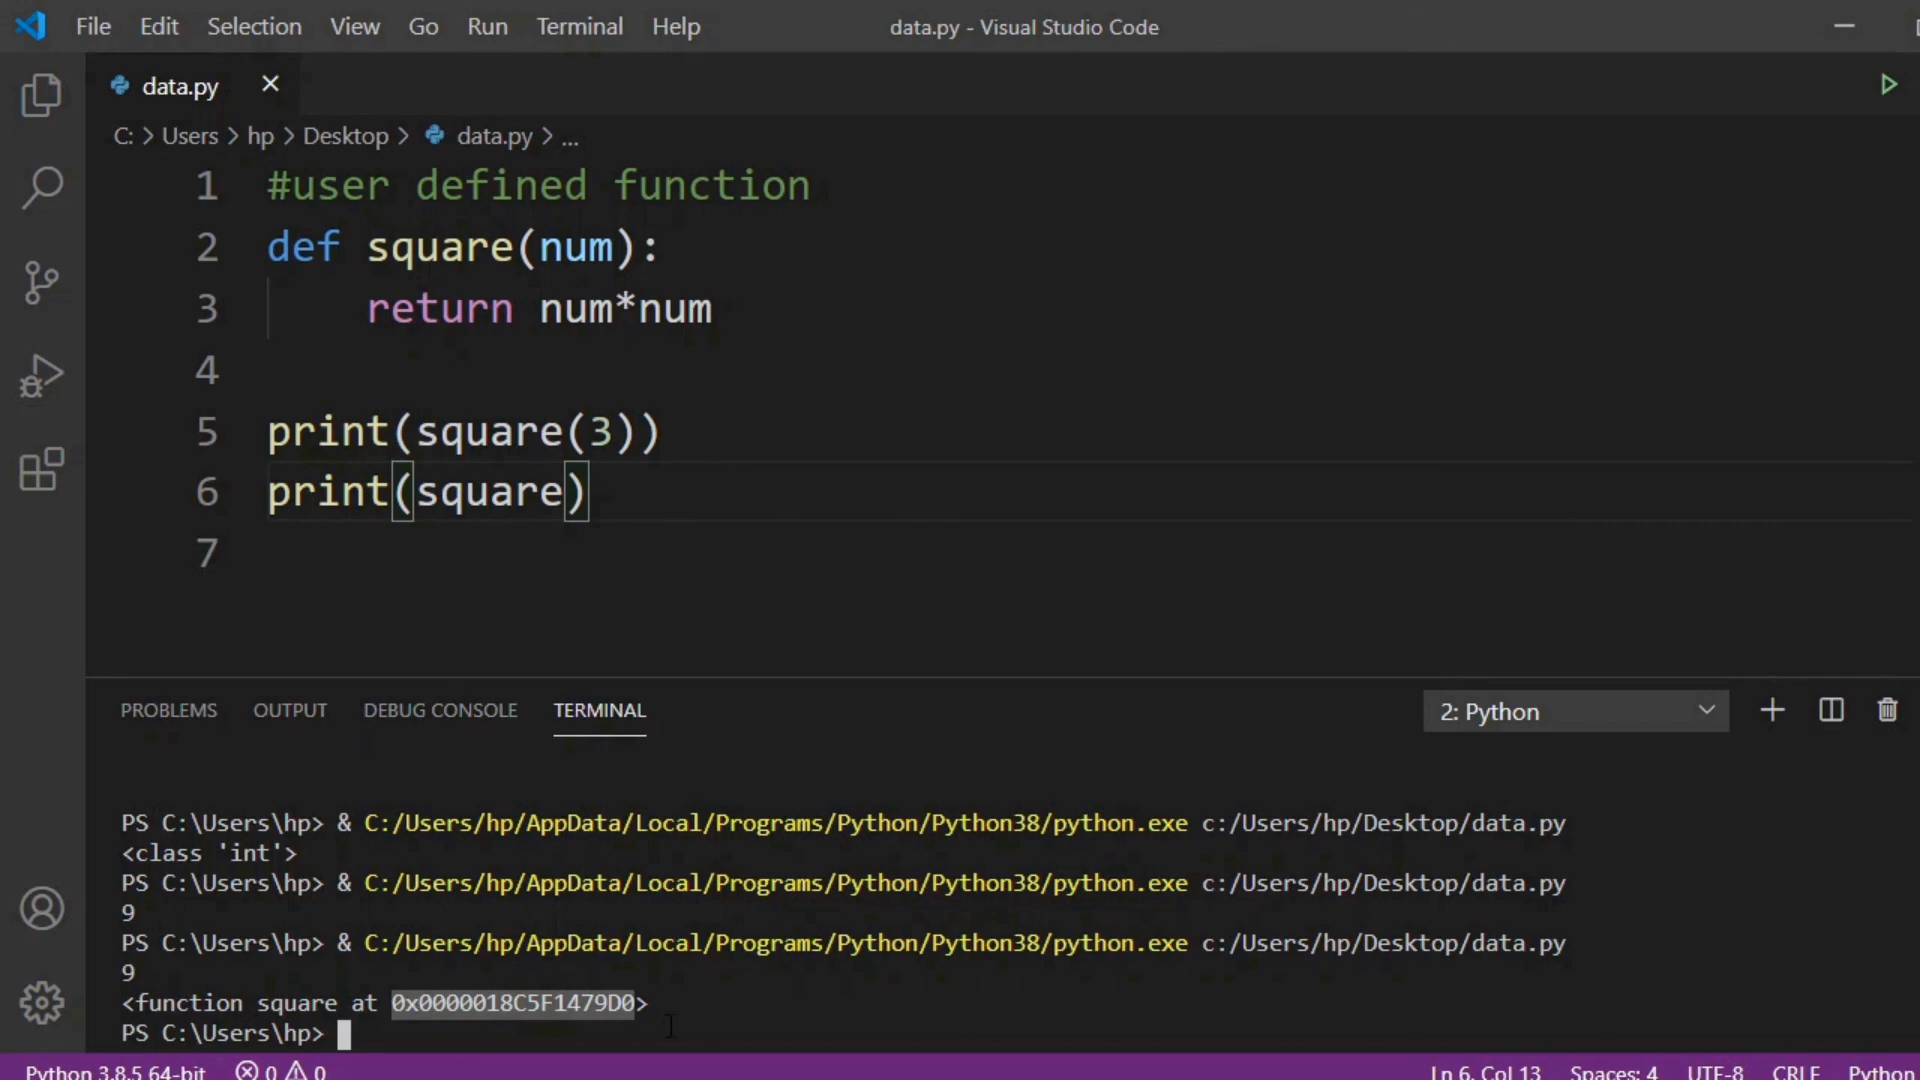 File Edit Selection View Go Run Terminal Help data.py - Visual Studio Code
data.py
C: > Users > hp > Desktop > data.py > ...
1 #user defined function
2 def square(num):
3     return num*num
4
5 print(square(3))
6 print(square)
7
PROBLEMS OUTPUT DEBUG CONSOLE TERMINAL 2: Python
PS C:\Users\hp> & C:/Users/hp/AppData/Local/Programs/Python/Python38/python.exe c:/Users/hp/Desktop/data.py
<class 'int'>
PS C:\Users\hp> & C:/Users/hp/AppData/Local/Programs/Python/Python38/python.exe c:/Users/hp/Desktop/data.py
9
PS C:\Users\hp> & C:/Users/hp/AppData/Local/Programs/Python/Python38/python.exe c:/Users/hp/Desktop/data.py
9
<function square at 0x0000018C5F1479D0>
PS C:\Users\hp>
Python 3.8.5 64-bit 0 0 Ln 6, Col 13 Spaces: 4 UTF-8 CRLF Python